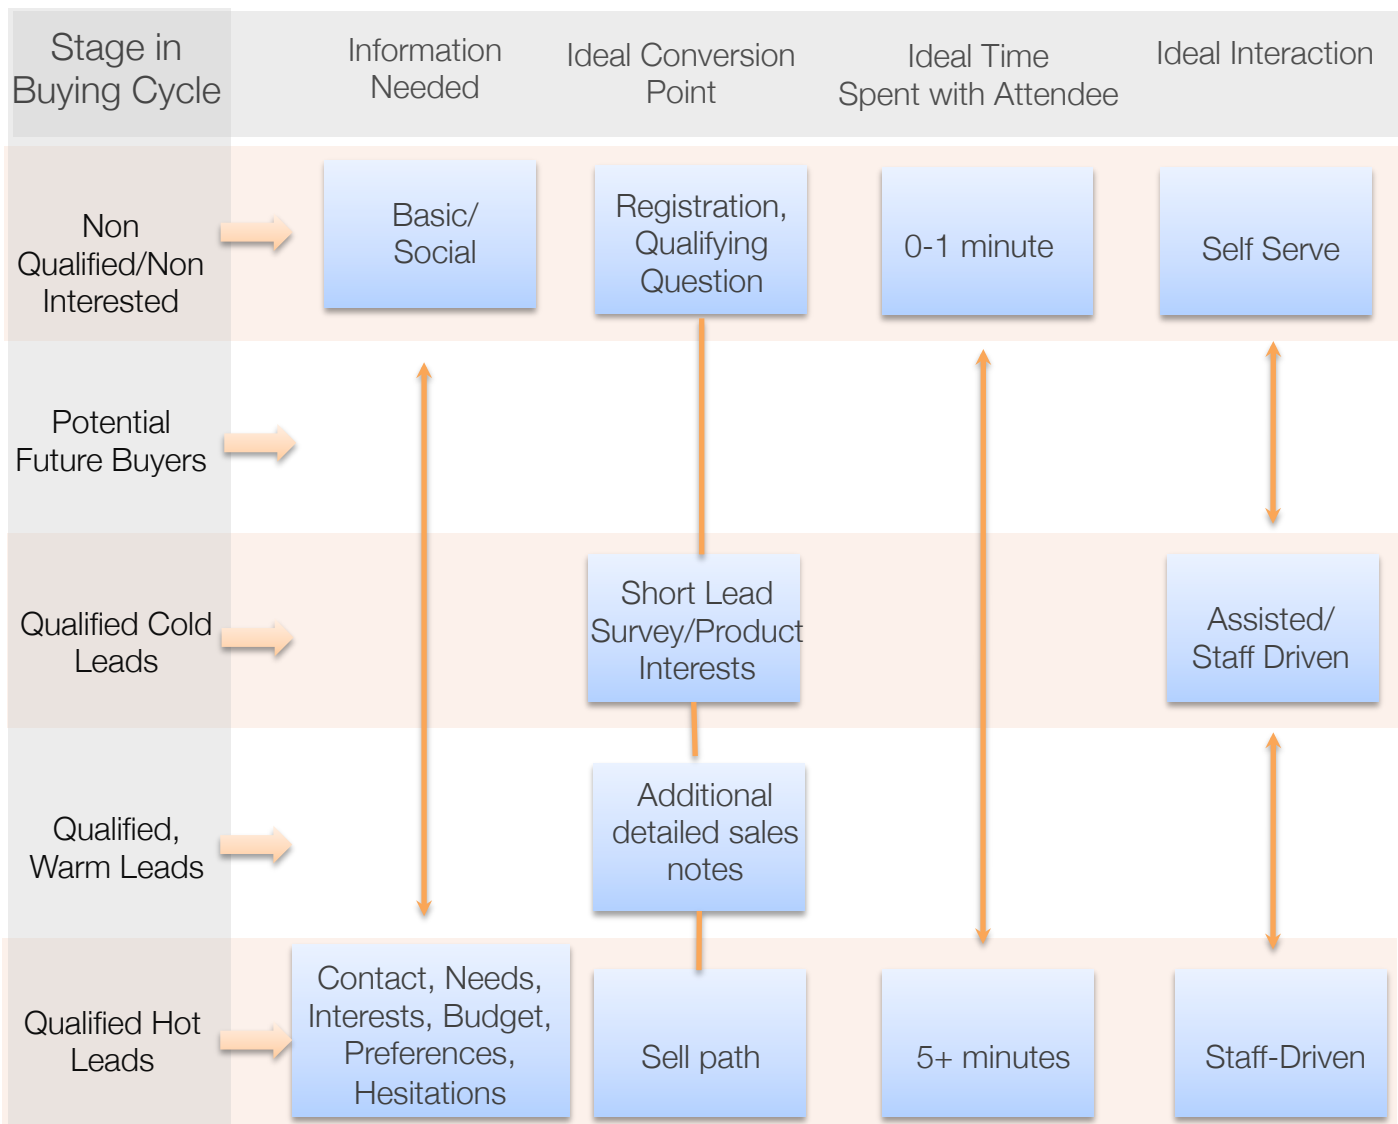 Stage in
Buying Cycle
Information
Needed
Ideal Conversion
Point
Ideal Time
Spent with Attendee
Ideal Interaction
Non
Qualified/Non
Interested
Basic/
Social
Registration,
Qualifying
Question
0-1 minute
Self Serve
Potential
Future Buyers
Qualified Cold
Leads
Short Lead
Survey/Product
Interests
Assisted/
Staff Driven
Qualified,
Warm Leads
Additional
detailed sales
notes
Qualified Hot
Leads
Contact, Needs,
Interests, Budget,
Preferences,
Hesitations
Sell path
5+ minutes
Staff-Driven